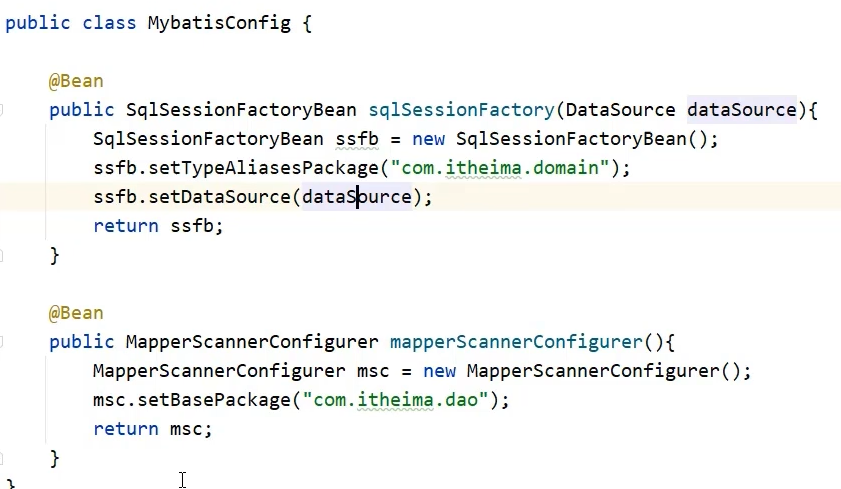 public class MybatisConfig {
@Bean
public SqlSessionFactoryBean sqlSessionFactory(DataSource dataSource){
SqlSessionFactoryBean ssfb = new SqlSessionFactoryBean();
ssfb.setTypeAliasesPackage("com.itheima.domain");
ssfb.setDataSource(dataSource);
return ssfb;
}
@Bean
public MapperScannerConfigurer mapperScannerConfigurer(){
MapperScannerConfigurer msc = new MapperScannerConfigurer();
msc.setBasePackage("com.itheima.dao");
return msc;
}
}